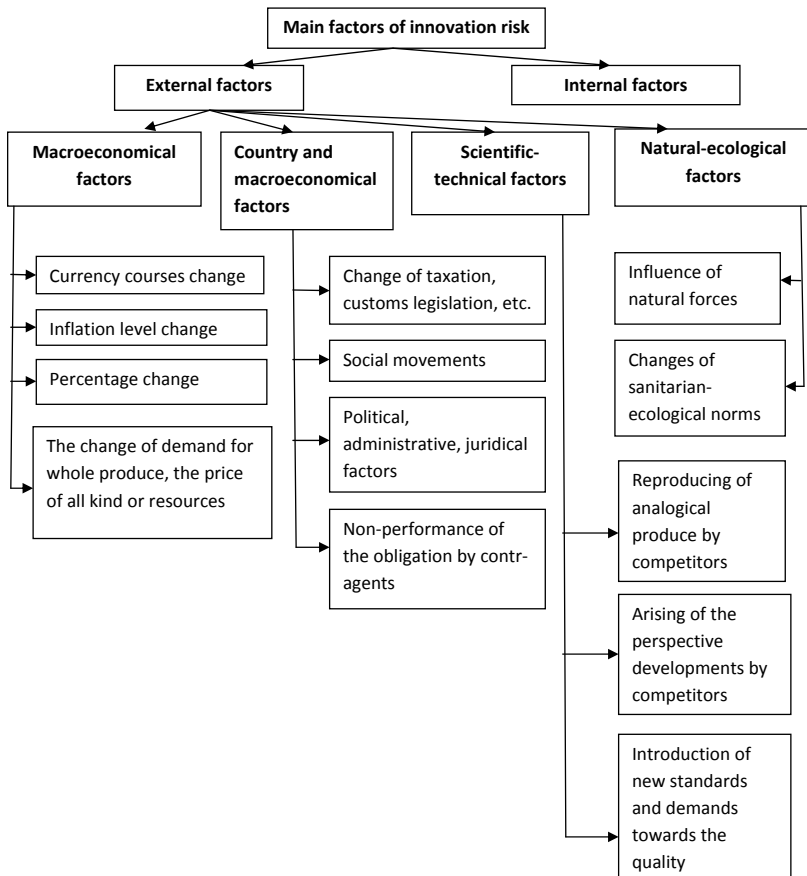 Main factors of innovation risk
External factors
Internal factors
Macroeconomical
factors
Country and
macroeconomical
factors
Scientific-
technical factors
Natural-ecological
factors
Currency courses change
Inflation level change
Percentage change
The change of demand for
whole produce, the price
of all kind or resources
Change of taxation,
customs legislation, etc.
Social movements
Political,
administrative, juridical
factors
Non-performance of
the obligation by contr-
agents
Influence of
natural forces
Changes of
sanitarian-
ecological norms
Reproducing of
analogical
produce by
competitors
Arising of the
perspective
developments by
competitors
Introduction of
new standards
and demands
towards the
quality